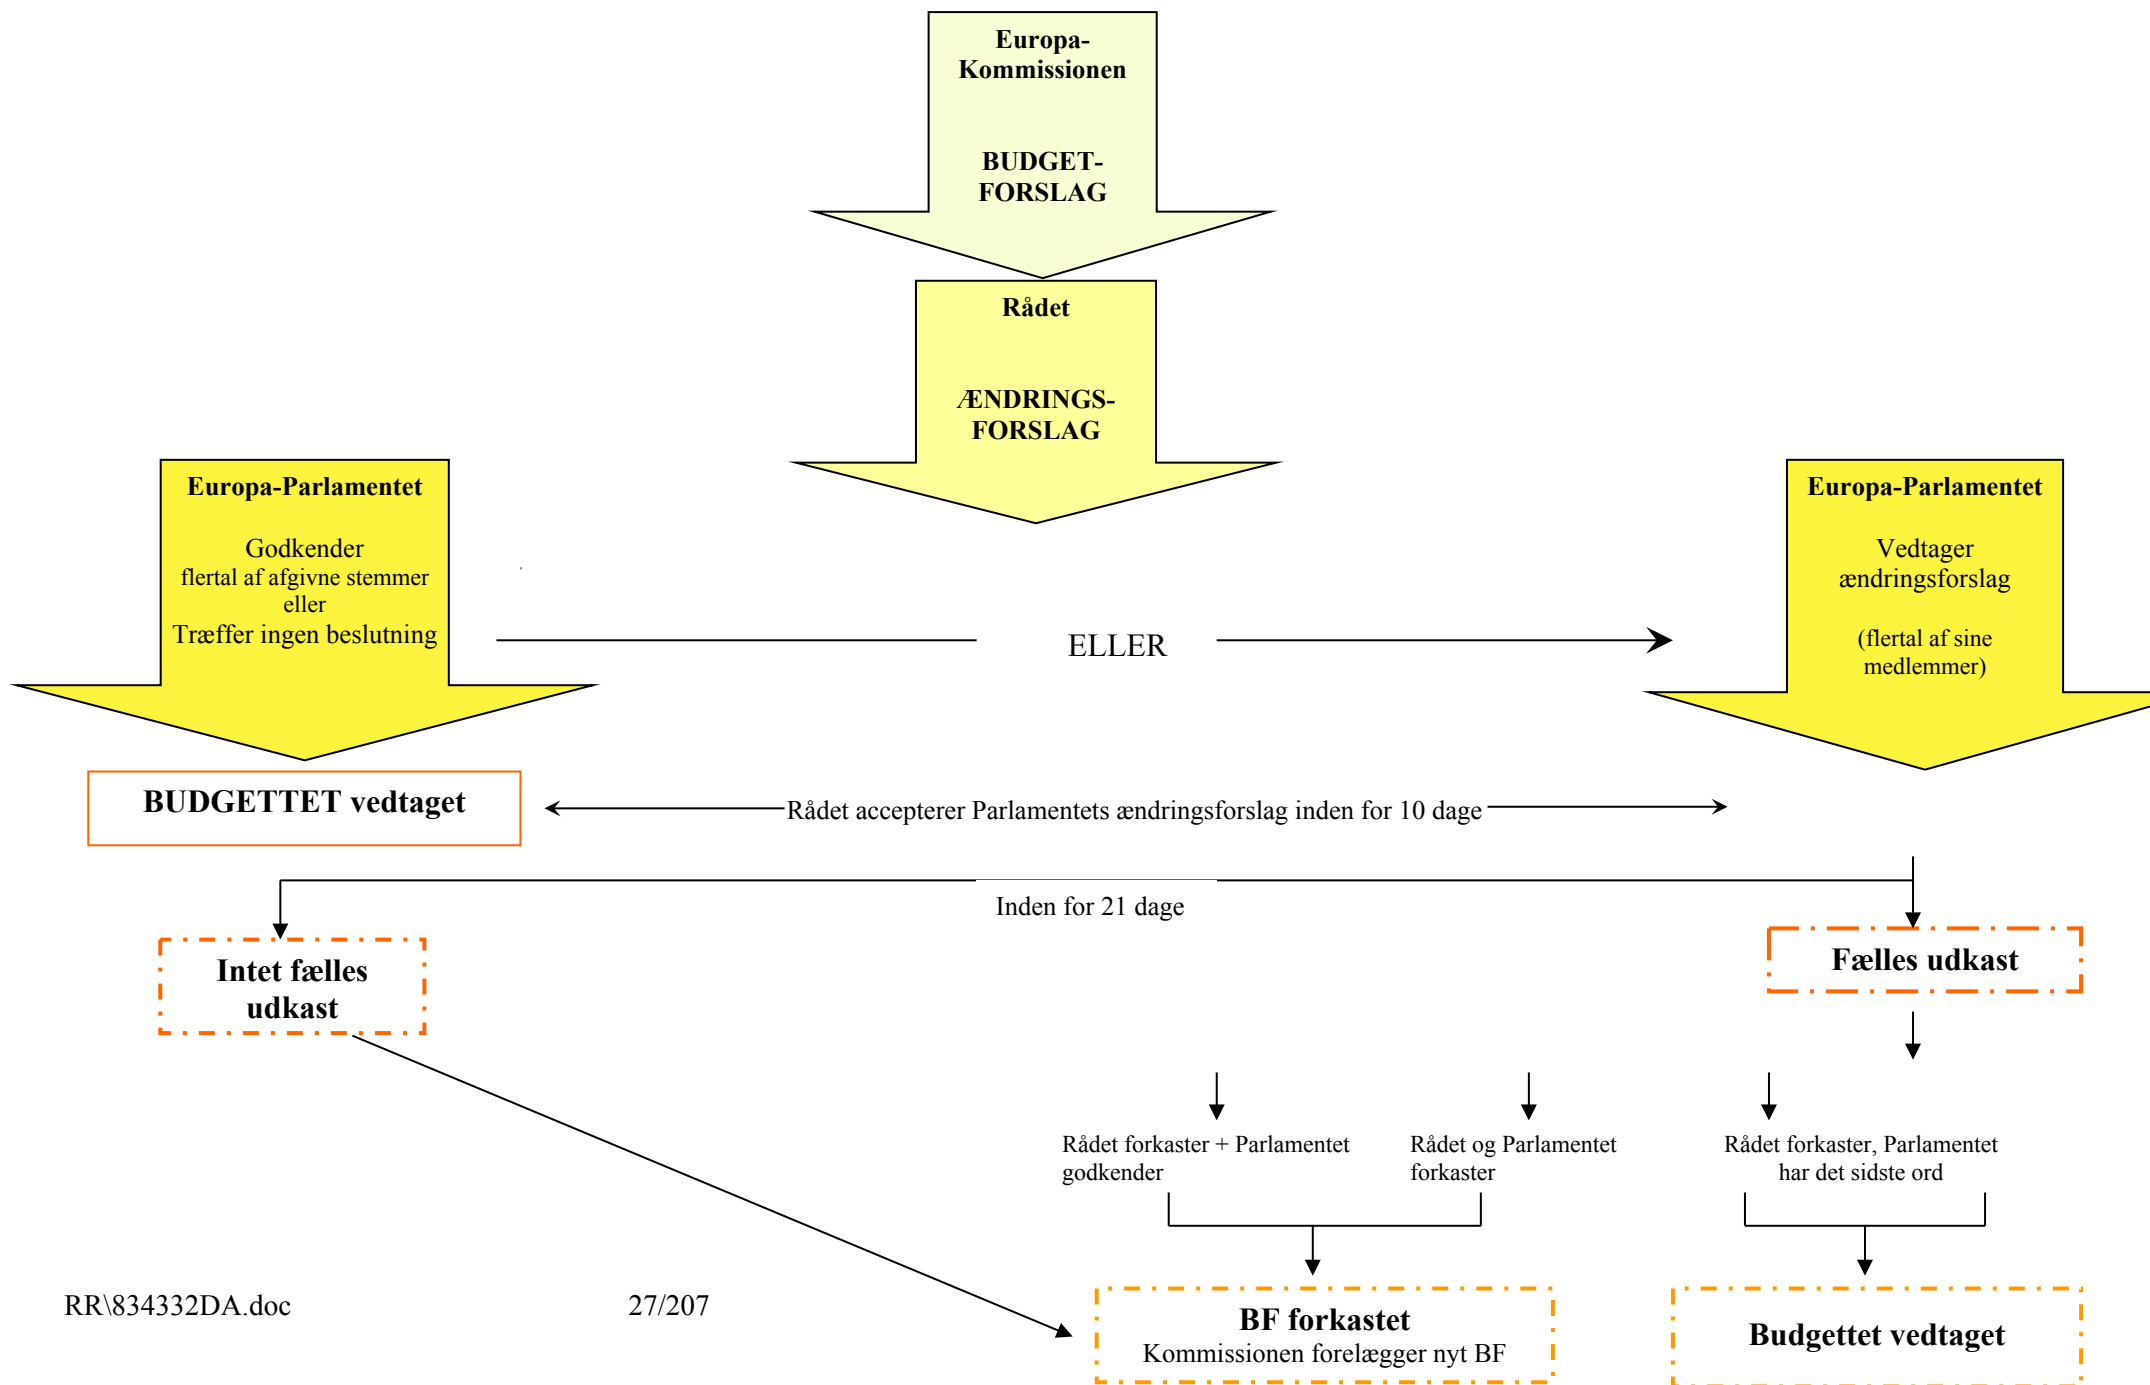 Europa-
Kommissionen
BUDGET-
FORSLAG
Rådet
ÆNDRINGS-
FORSLAG
Europa-Parlamentet
Godkender
flertal af afgivne stemmer
eller
Træffer ingen beslutning
ELLER
Europa-Parlamentet
Vedtager
ændringsforslag
(flertal af sine
medlemmer)
BUDGETTET vedtaget
Rådet accepterer Parlamentets ændringsforslag inden for 10 dage
Inden for 21 dage
Intet fælles
udkast
Fælles udkast
Rådet forkaster + Parlamentet
godkender
Rådet og Parlamentet
forkaster
Rådet forkaster, Parlamentet
har det sidste ord
BF forkastet
Kommissionen forelægger nyt BF
Budgettet vedtaget
RR\834332DA.doc
27/207